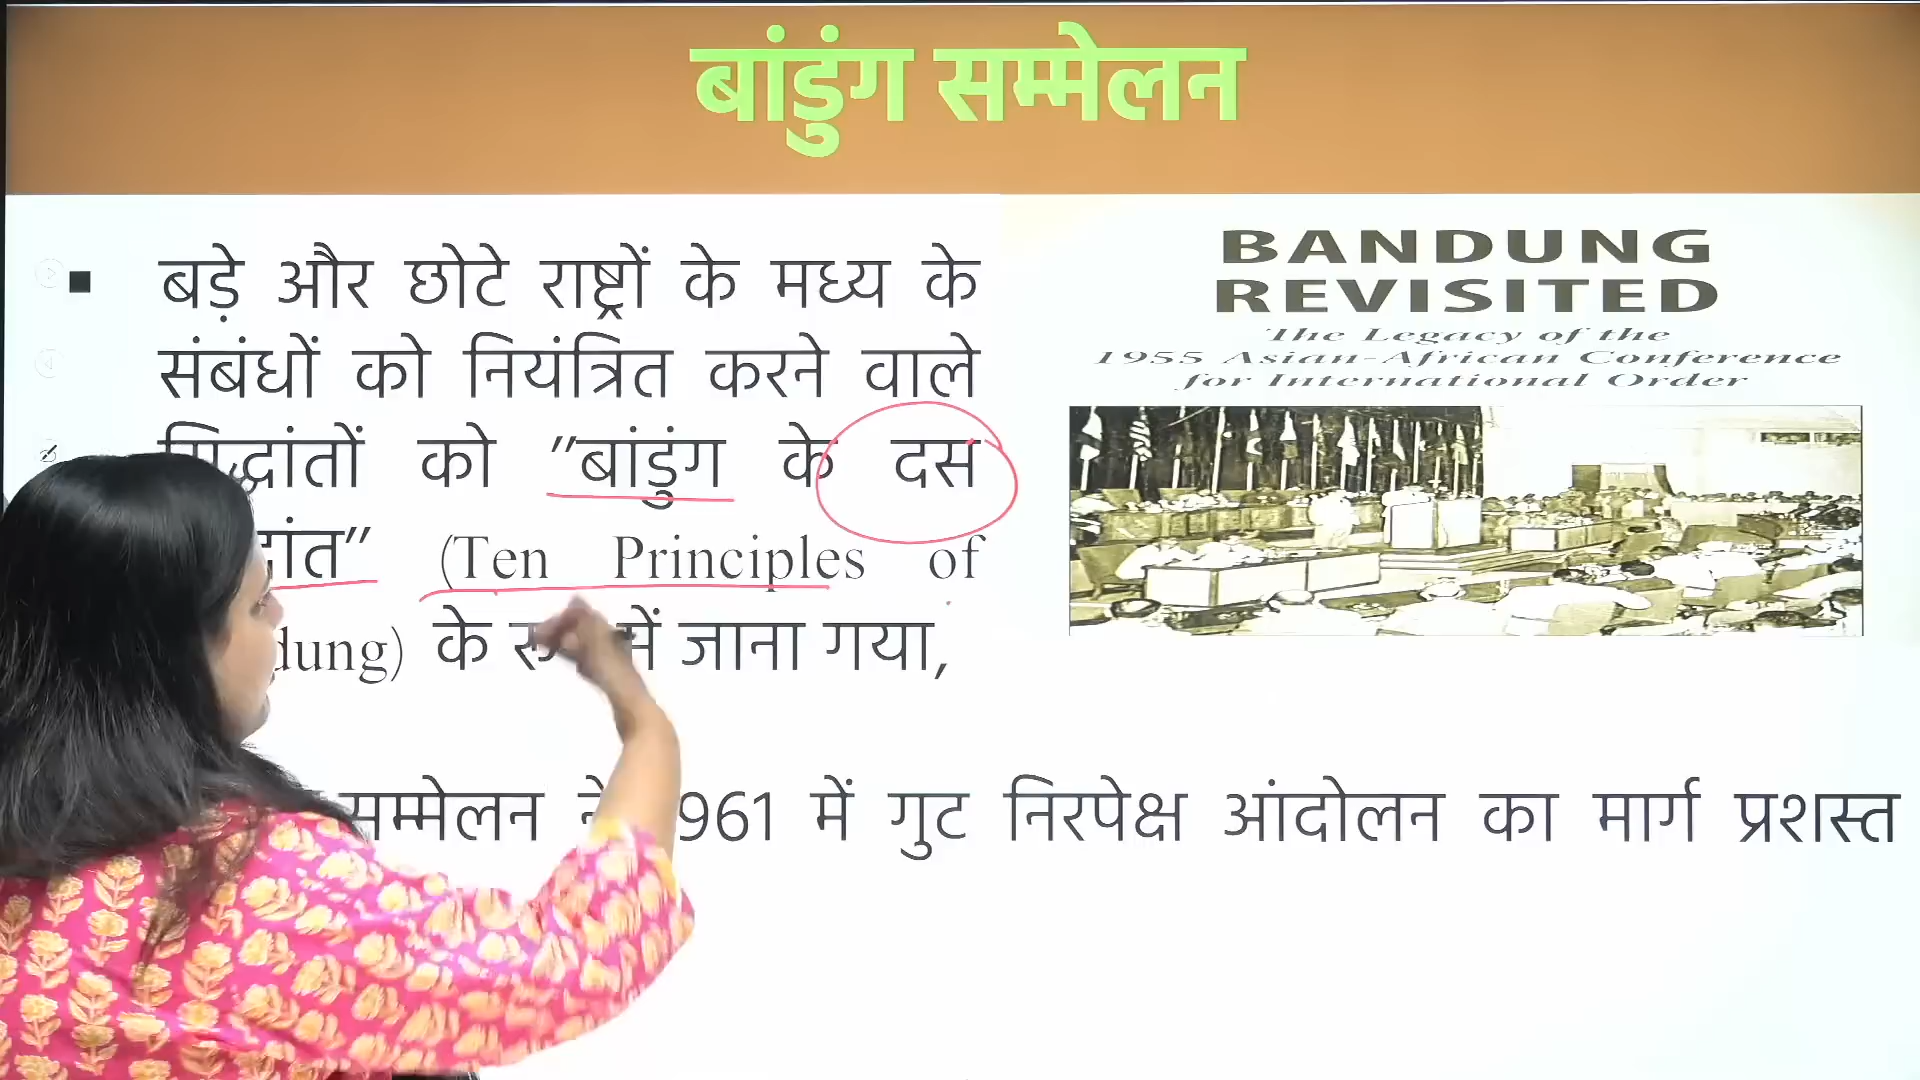 बांडुंग सम्मेलन
बड़े और छोटे राष्ट्रों के मध्य के
संबंधों को नियंत्रित करने वाले
को "बांडुंग के दस
(Ten Principles of
के में जाना गया,
सम्मेलन में गुट निरपेक्ष आंदोलन का मार्ग प्रशस्त
BANDUNG
REVISITED
The Legacy of the
1955 Asian-African Conference
for International Order